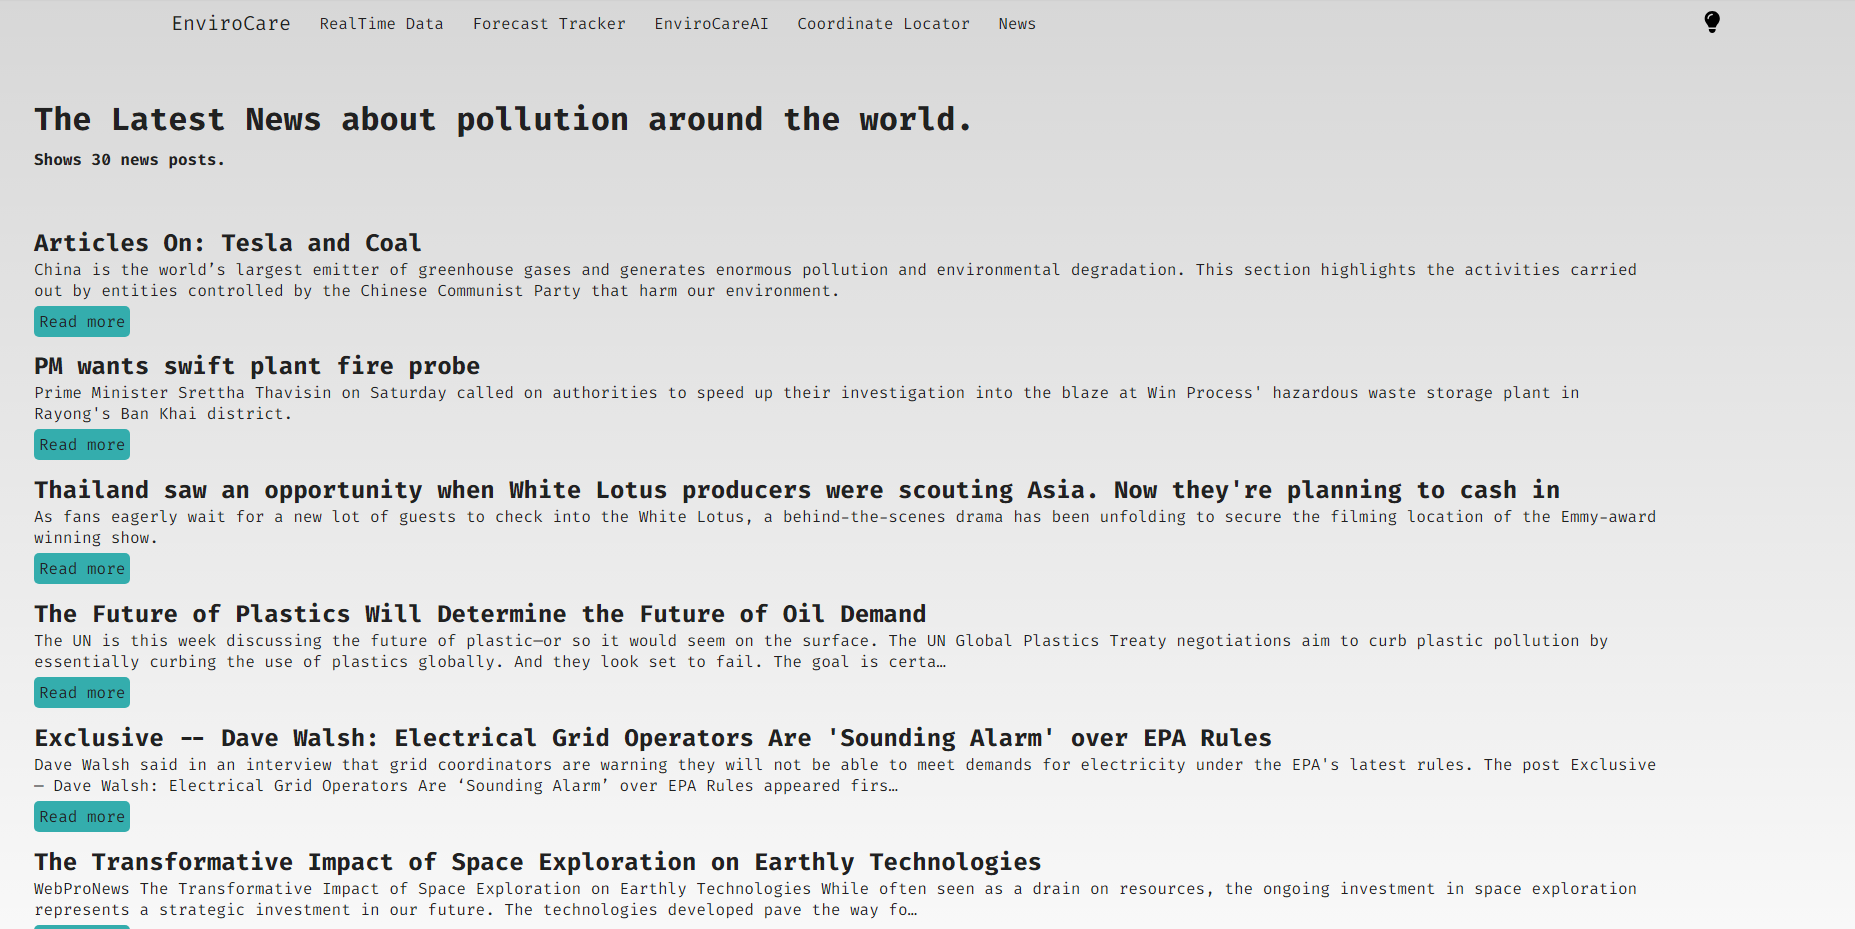 EnviroCare RealTime Data Forecast Tracker EnviroCareAI Coordinate Locator News
The Latest News about pollution around the world.
Shows 30 news posts.
Articles On: Tesla and Coal
China is the world’s largest emitter of greenhouse gases and generates enormous pollution and environmental degradation. This section highlights the activities carried
out by entities controlled by the Chinese Communist Party that harm our environment.
Read more
PM wants swift plant fire probe
Prime Minister Srettha Thavisin on Saturday called on authorities to speed up their investigation into the blaze at Win Process' hazardous waste storage plant in
Rayong's Ban Khai district.
Read more
Thailand saw an opportunity when White Lotus producers were scouting Asia. Now they're planning to cash in
As fans eagerly wait for a new lot of guests to check into the White Lotus, a behind-the-scenes drama has been unfolding to secure the filming location of the Emmy-award
winning show.
Read more
The Future of Plastics Will Determine the Future of Oil Demand
The UN is this week discussing the future of plastic—or so it would seem on the surface. The UN Global Plastics Treaty negotiations aim to curb plastic pollution by
essentially curbing the use of plastics globally. And they look set to fail. The goal is certa…
Read more
Exclusive -- Dave Walsh: Electrical Grid Operators Are 'Sounding Alarm' over EPA Rules
Dave Walsh said in an interview that grid coordinators are warning they will not be able to meet demands for electricity under the EPA's latest rules. The post Exclusive
— Dave Walsh: Electrical Grid Operators Are ‘Sounding Alarm’ over EPA Rules appeared firs…
Read more
The Transformative Impact of Space Exploration on Earthly Technologies
WebProNews The Transformative Impact of Space Exploration on Earthly Technologies While often seen as a drain on resources, the ongoing investment in space exploration
represents a strategic investment in our future. The technologies developed pave the way fo…